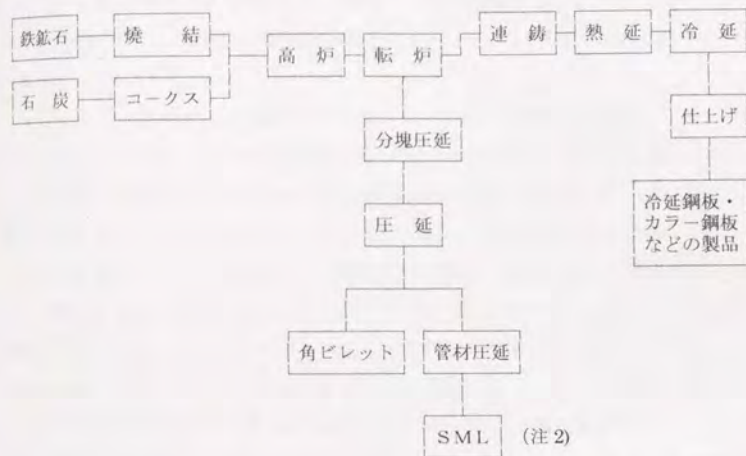 鉄鉱石
燒 結
高 炉
転 炉
連 鋳
熱 延
冷 延
石 炭
コークス
仕上げ
分塊圧延
冷延鋼板・
カラー鋼板
などの製品
圧 延
角ビレット
管材圧延
SML (注2)